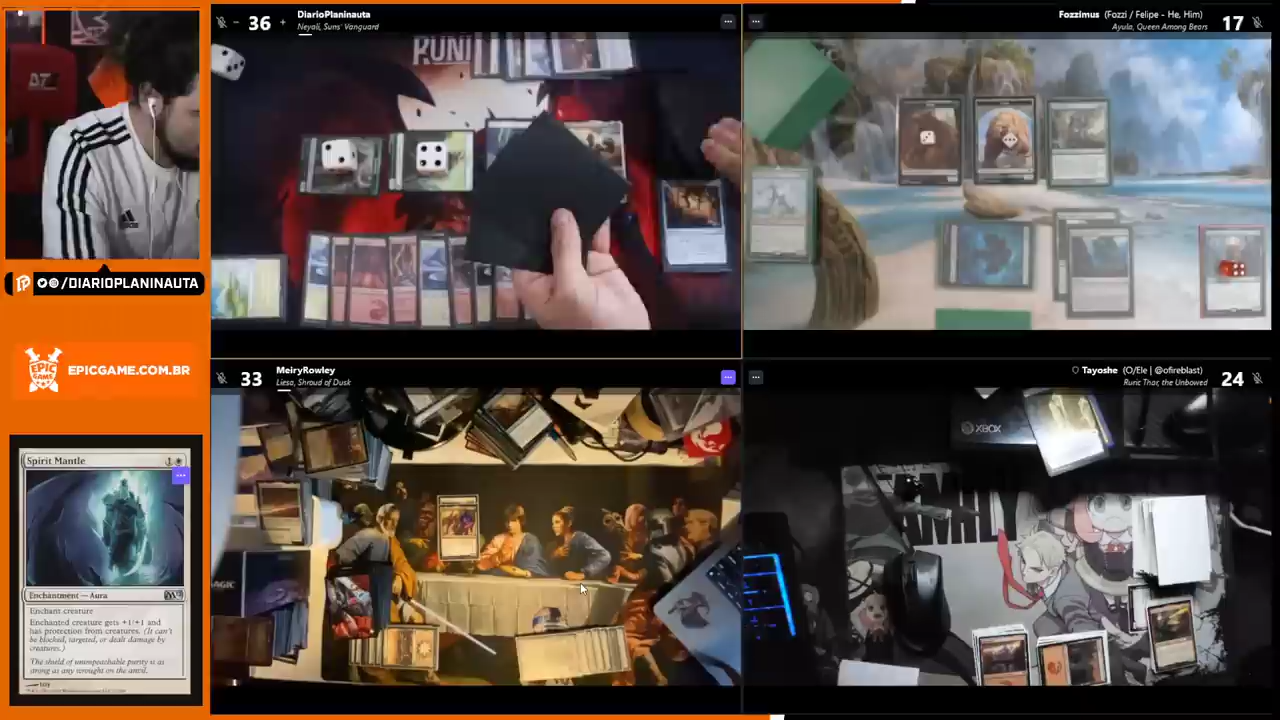 36
DiarioPlaninauta
Neyali, Suns' Vanguard
Fozzimus (Fozzi / Felipe - He, Him)
Ayula, Queen Among Bears
17
@/DIARIOPLANINAUTA
EPIC GAME
EPICGAME.COM.BR
33
MeiryRowley
Liesa, Shroud of Dusk
Tayoshe (O/Ele | @ofireblast)
Ruric Thar, the Unbowed
24
XBOX
Spirit Mantle
Enchantment — Aura
Enchant creature
Enchanted creature gets +1/+1 and
has protection from creatures. (It can't
be blocked, targeted, or dealt damage by
creatures.)
The shield of unimpeachable purity is as
strong as any wrought on the anvil.